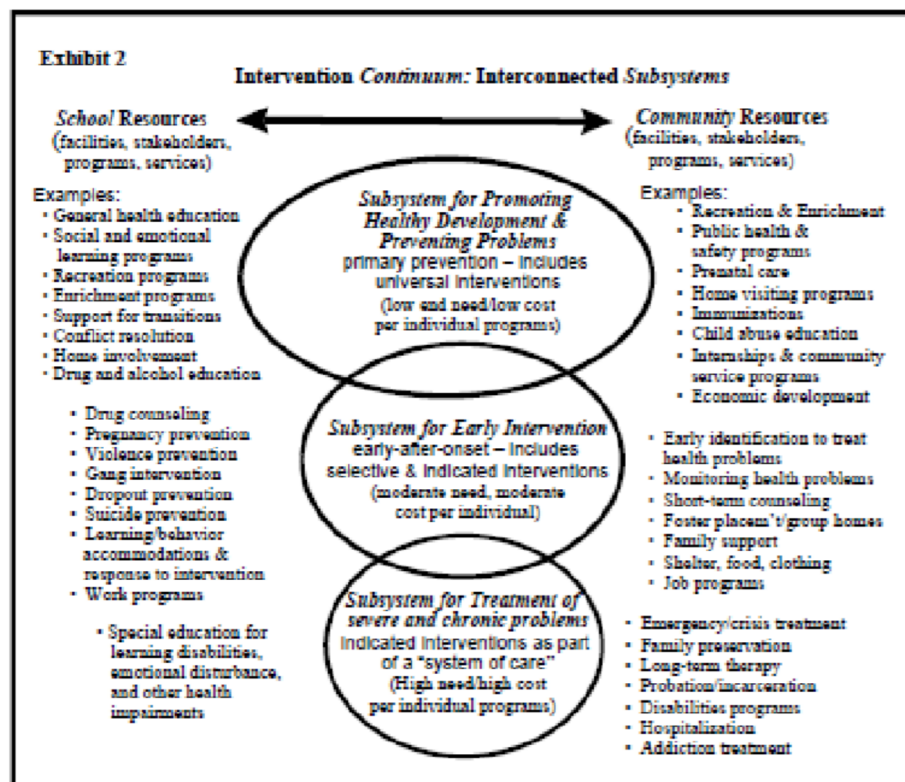 Exhibit 2
Intervention Continuum: Interconnected Subsystems
School Resources
(facilities, stakeholders,
programs, services)
Examples:
• General health education
• Social and emotional
learning programs
• Recreation programs
• Enrichment programs
• Support for transitions
• Conflict resolution
• Home involvement
• Drug and alcohol education
• Drug counseling
• Pregnancy prevention
• Violence prevention
• Gang intervention
• Dropout prevention
• Suicide prevention
• Learning/behavior
accommodations &
response to intervention
• Work programs
• Special education for
learning disabilities,
emotional disturbance,
and other health
impairments
Subsystem for Promoting
Healthy Development &
Preventing Problems
primary prevention – includes
universal interventions
(low end need/low cost
per individual programs)
Subsystem for Early Intervention
early-after-onset – includes
selective & indicated interventions
(moderate need, moderate
cost per individual)
Subsystem for Treatment of
severe and chronic problems
indicated interventions as part
of a "system of care"
(High need/high cost
per individual programs)
Community Resources
(facilities, stakeholders,
programs, services)
Examples:
• Recreation & Enrichment
• Public health &
safety programs
• Prenatal care
• Home visiting programs
• Immunizations
• Child abuse education
• Internships & community
service programs
• Economic development
• Early identification to treat
health problems
• Monitoring health problems
• Short-term counseling
• Foster placem't/group homes
• Family support
• Shelter, food, clothing
• Job programs
• Emergency/crisis treatment
• Family preservation
• Long-term therapy
• Probation/incarceration
• Disabilities programs
• Hospitalization
• Addiction treatment